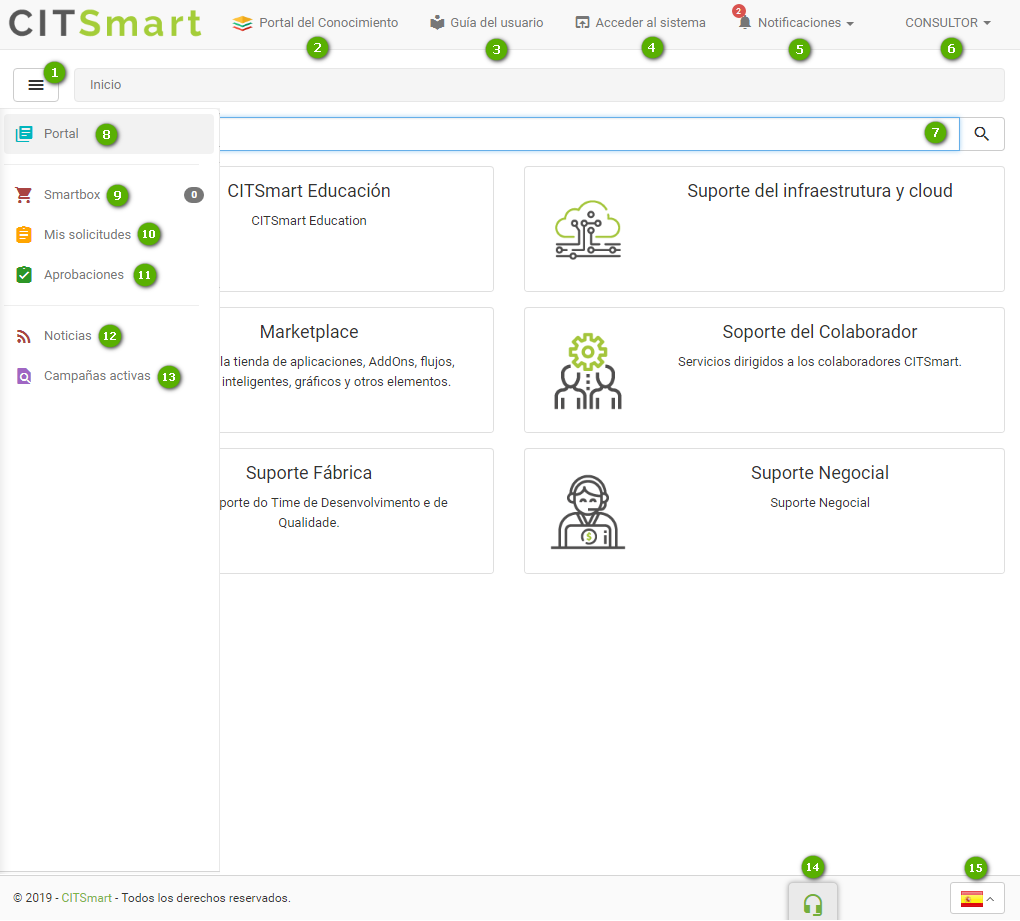 CITSmart
Portal del Conocimiento
Guía del usuario
Acceder al sistema
2
Notificaciones
CONSULTOR
2
3
4
5
6
1
Inicio
Portal
8
7
Smartbox
9
0
Mis solicitudes
10
Aprobaciones
11
Noticias
12
Campañas activas
13
CITSmart Educación
CITSmart Education
Suporte del infraestrutura y cloud
Marketplace
la tienda de aplicaciones, AddOns, flujos,
inteligentes, gráficos y otros elementos.
Soporte del Colaborador
Servicios dirigidos a los colaboradores CITSmart.
Suporte Fábrica
porte do Time de Desenvolvimento e de
Qualidade.
Suporte Negocial
Suporte Negocial
14
15
© 2019 - CITSmart - Todos los derechos reservados.